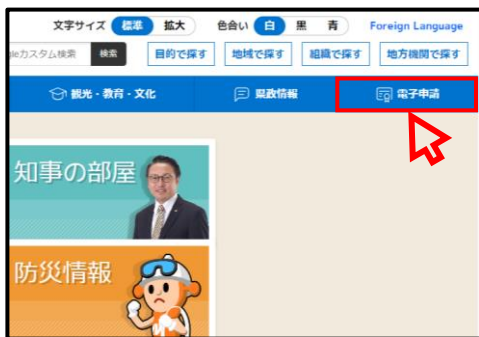 文字サイズ 標準 拡大 色合い 白 黒 青 Foreign Language
gleカスタム検索 検索 目的で探す 地域で探す 組織で探す 地方機関で探す
観光・教育・文化 県政情報 電子申請
知事の部屋
防災情報